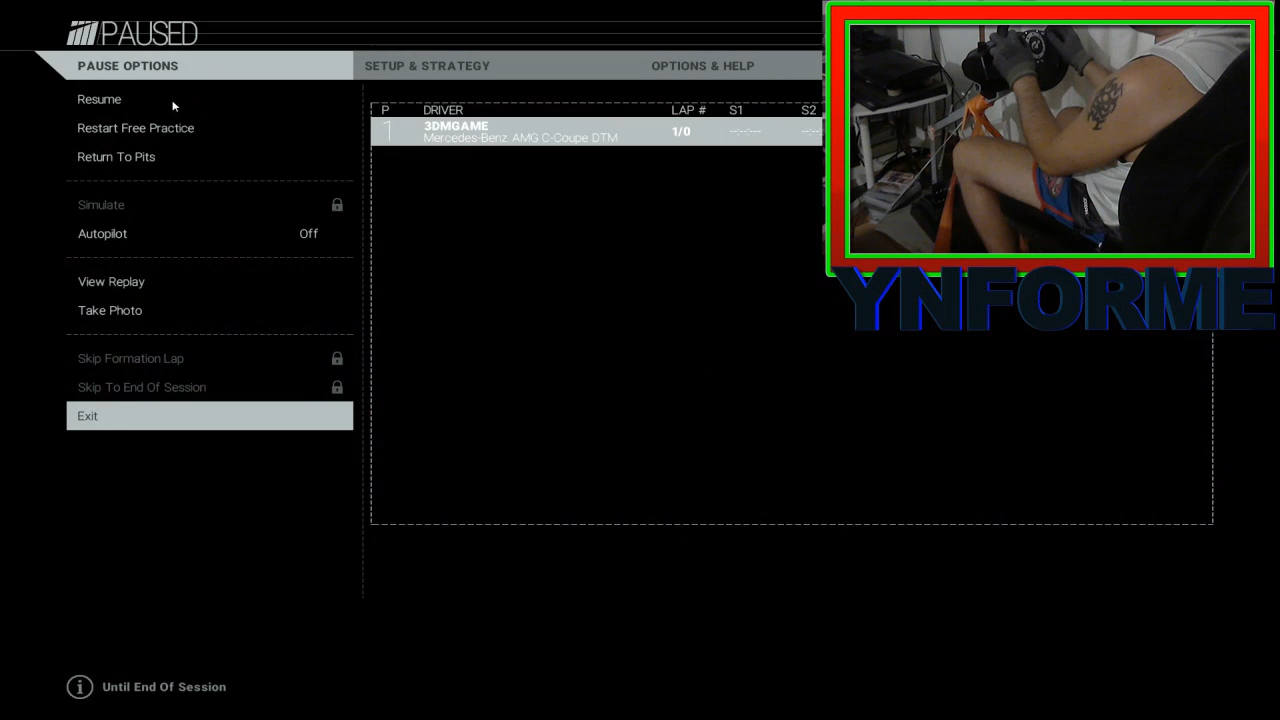 PAUSED
PAUSE OPTIONS
SETUP & STRATEGY
OPTIONS & HELP
Resume
Restart Free Practice
Return To Pits
Simulate
Autopilot Off
View Replay
Take Photo
Skip Formation Lap
Skip To End Of Session
Exit
P DRIVER LAP # S1 S2
1 3DMGAME 1/0 --:--:--- --:--:
Mercedes-Benz AMG C-Coupe DTM
YNFORME
Until End Of Session